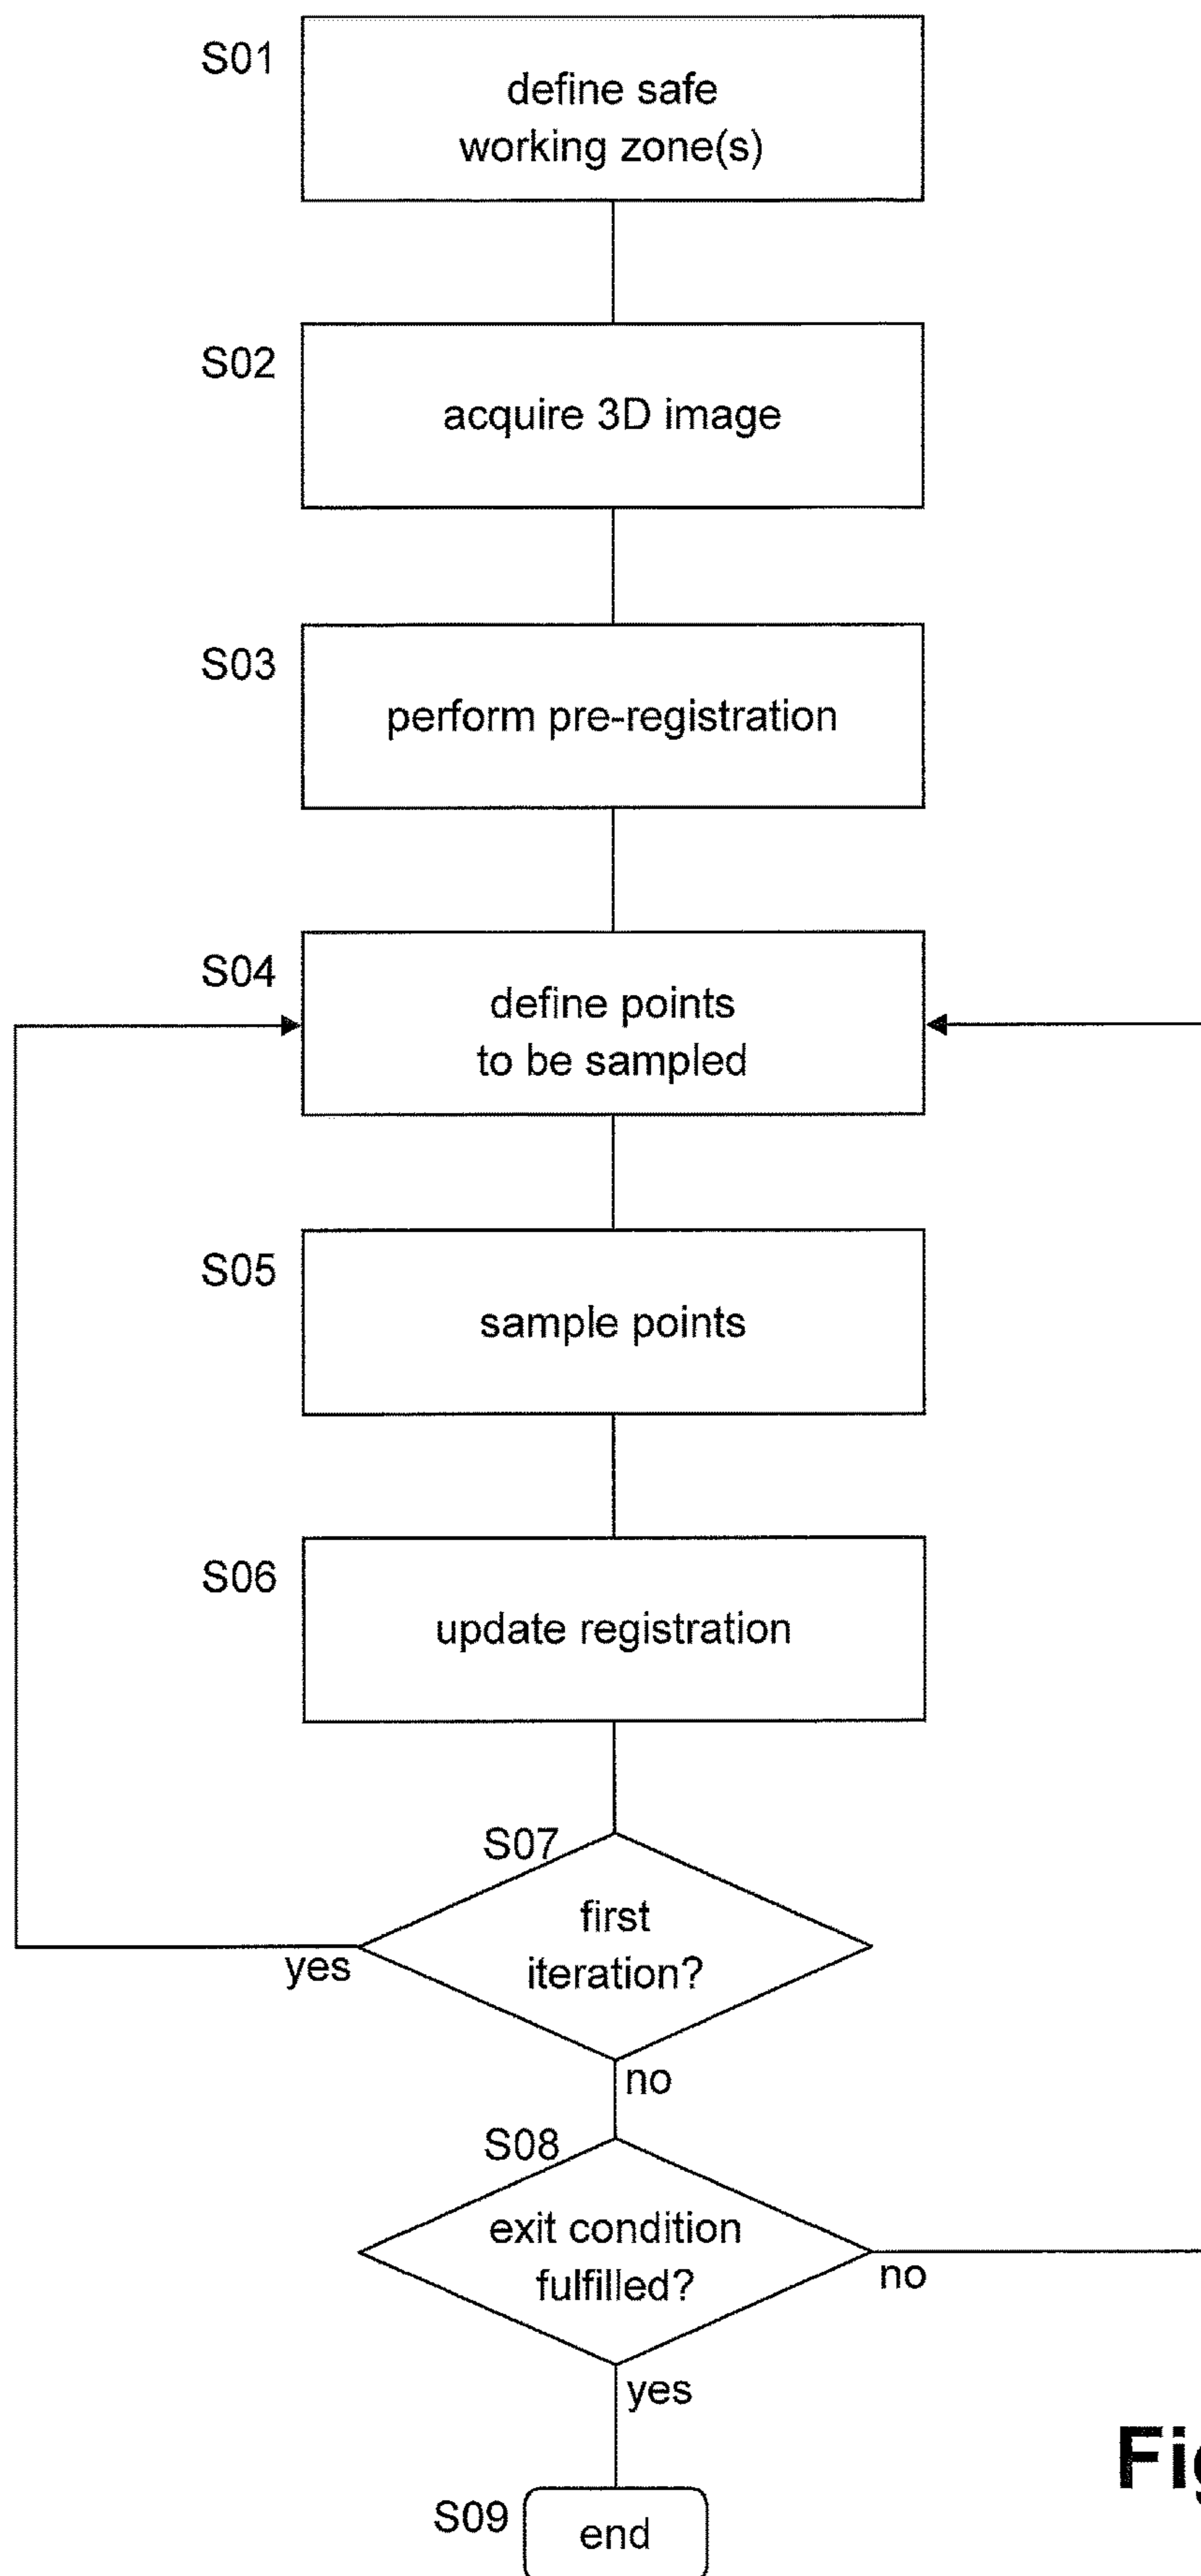 S01
define safe
working zone(s)
S02
acquire 3D image
S03
perform pre-registration
S04
define points
to be sampled
S05
sample points
S06
update registration
S07
first
iteration?
yes
no
S08
exit condition
fulfilled?
no
yes
Fig
S09
end